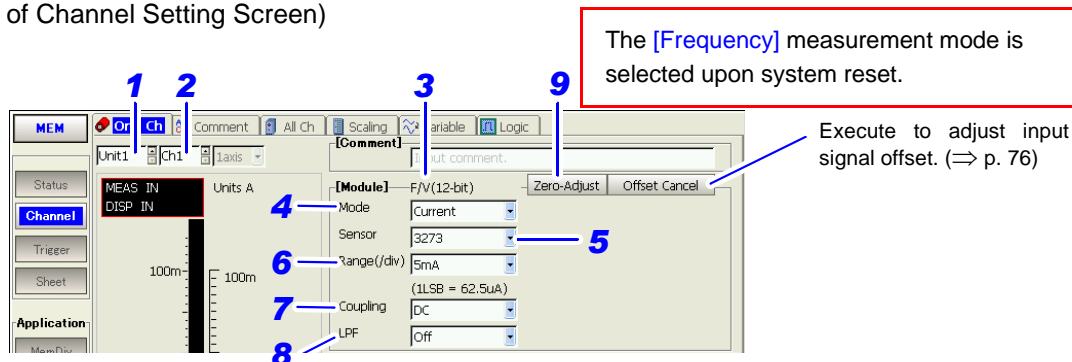 of Channel Setting Screen)
The [Frequency] measurement mode is
selected upon system reset.
1 2 3 9
MEM
Comment All Ch Scaling Logic
Unit1 Ch1 1axis
[Comment]
Input comment.
Execute to adjust input
signal offset. (⇒ p. 76)
Status
MEAS IN
DISP IN
Units A
[Module] F/V(12-bit) Zero-Adjust Offset Cancel
4 Mode Current
Channel
Sensor 3273 5
Trigger
6 Range(/div) 5mA
100m 100m
Sheet
(1LSB = 62.5uA)
7 Coupling DC
Application
LPF Off
8
MemDiv